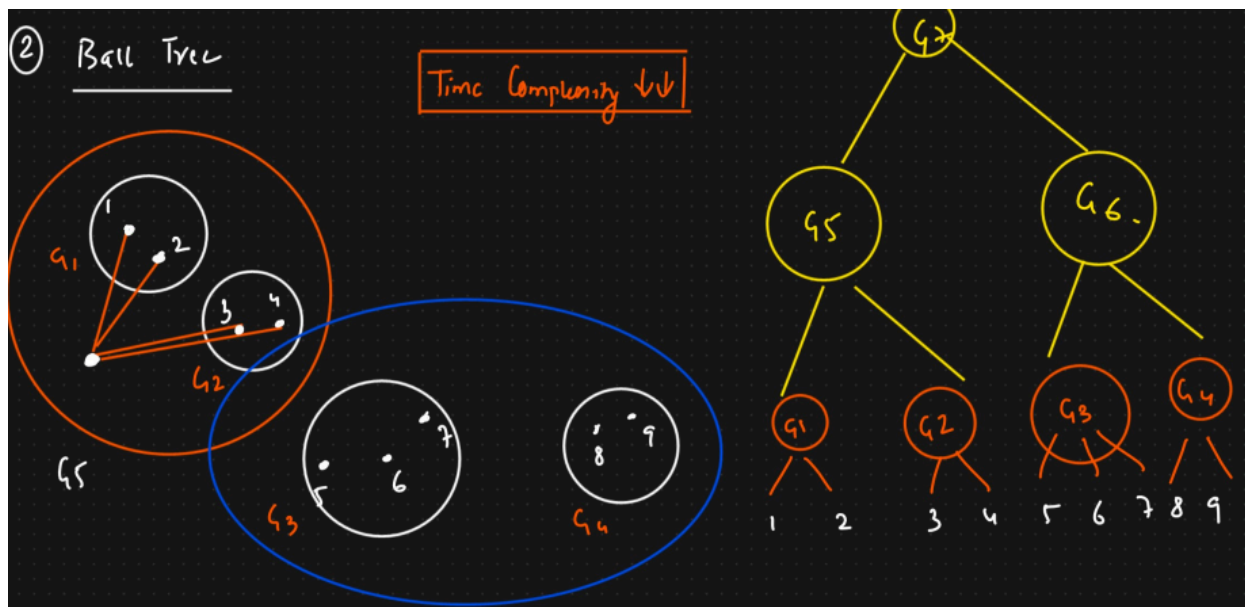 ② Ball Tree
Time Complexity ↓↓
1
2
G1
3 4
G2
G5
5 6 7
G3
8 9
G4
G7
G5 G6
G1 G2 G3 G4
1 2 3 4 5 6 7 8 9